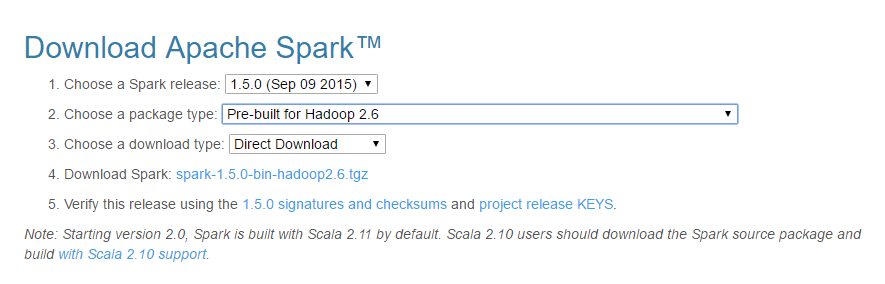 Download Apache Spark™
1. Choose a Spark release: 1.5.0 (Sep 09 2015)
2. Choose a package type: Pre-built for Hadoop 2.6
3. Choose a download type: Direct Download
4. Download Spark: spark-1.5.0-bin-hadoop2.6.tgz
5. Verify this release using the 1.5.0 signatures and checksums and project release KEYS.
Note: Starting version 2.0, Spark is built with Scala 2.11 by default. Scala 2.10 users should download the Spark source package and
build with Scala 2.10 support.